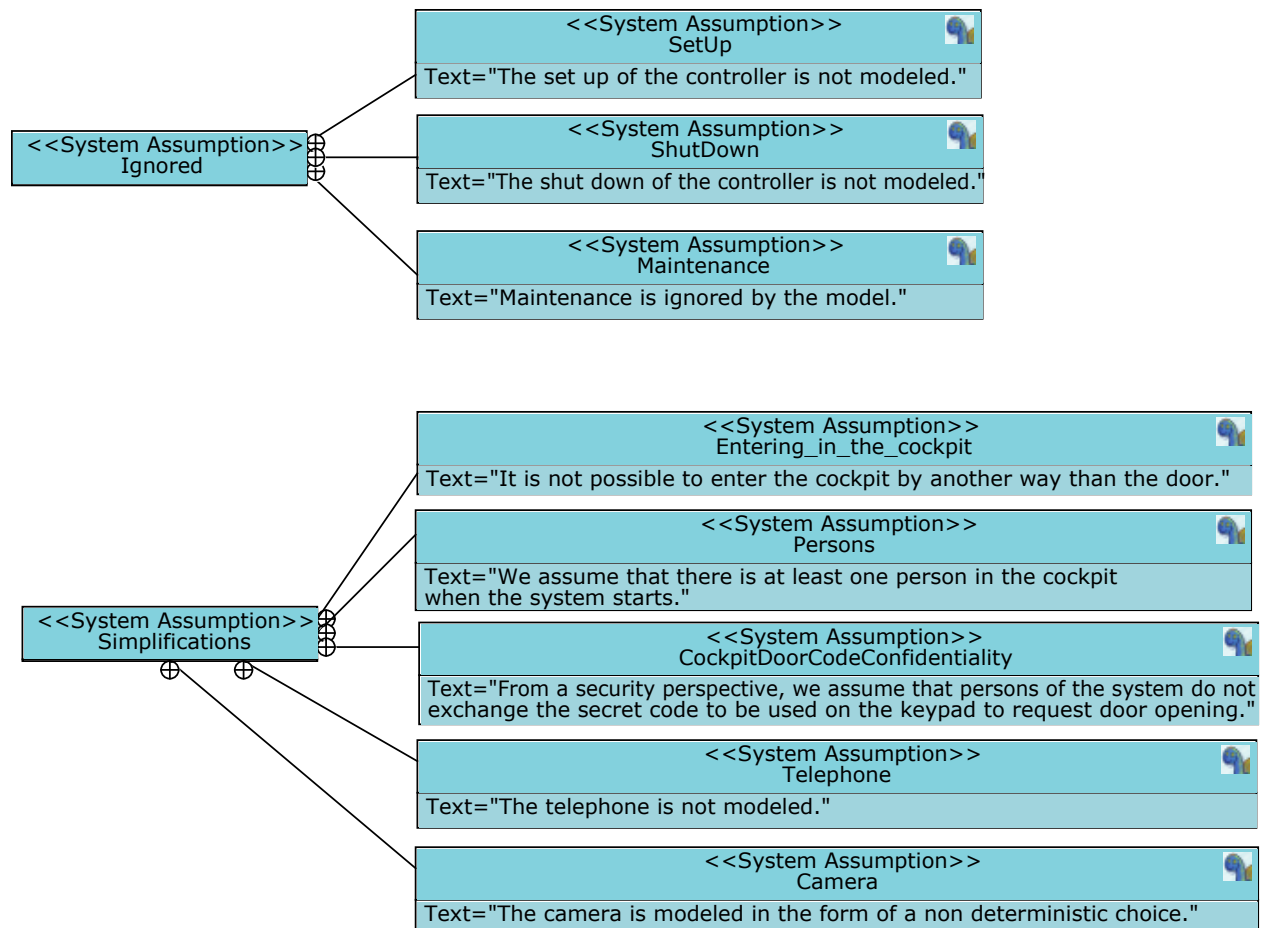 <<System Assumption>>
SetUp
Text="The set up of the controller is not modeled."
<<System Assumption>>
Ignored
<<System Assumption>>
ShutDown
Text="The shut down of the controller is not modeled."
<<System Assumption>>
Maintenance
Text="Maintenance is ignored by the model."
<<System Assumption>>
Entering_in_the_cockpit
Text="It is not possible to enter the cockpit by another way than the door."
<<System Assumption>>
Persons
Text="We assume that there is at least one person in the cockpit
when the system starts."
<<System Assumption>>
Simplifications
<<System Assumption>>
CockpitDoorCodeConfidentiality
Text="From a security perspective, we assume that persons of the system do not
exchange the secret code to be used on the keypad to request door opening."
<<System Assumption>>
Telephone
Text="The telephone is not modeled."
<<System Assumption>>
Camera
Text="The camera is modeled in the form of a non deterministic choice."